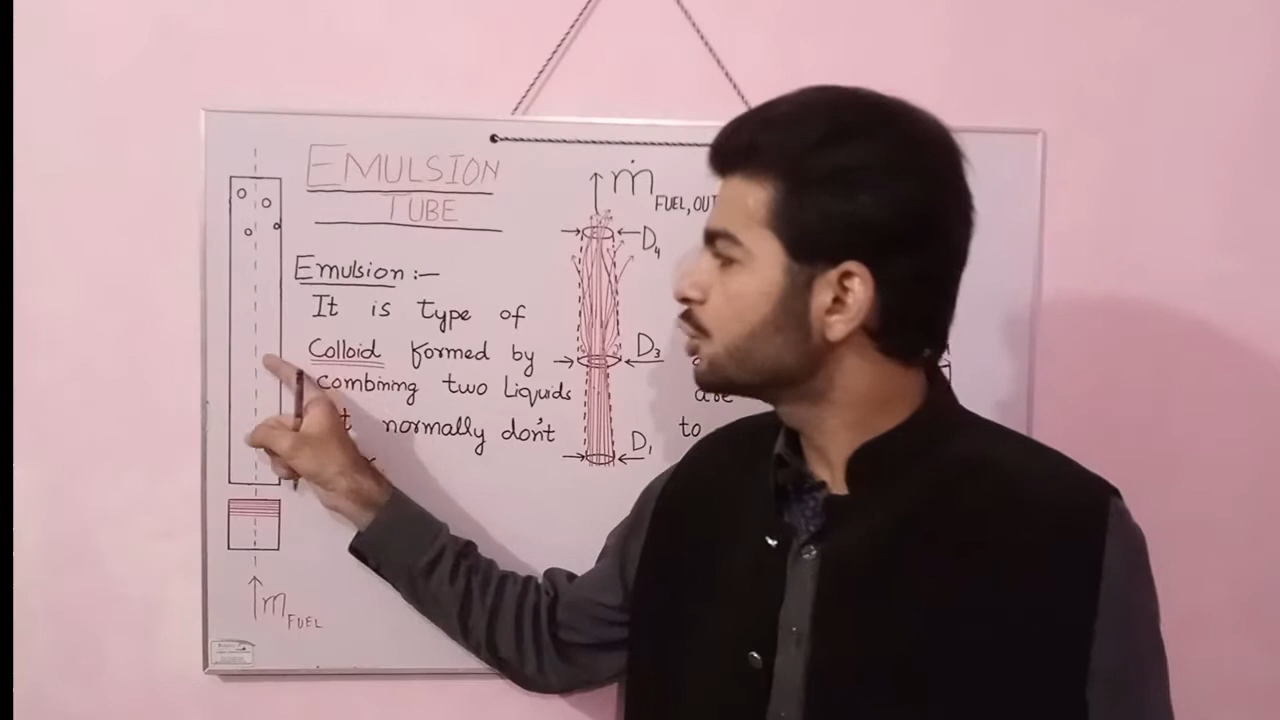 EMULSION
TUBE
Emulsion :-
It is type of
Colloid formed by
combining two Liquids
normally don't
ṁ FUEL, OUT
D4
D3
D1
are
to
ṁ FUEL